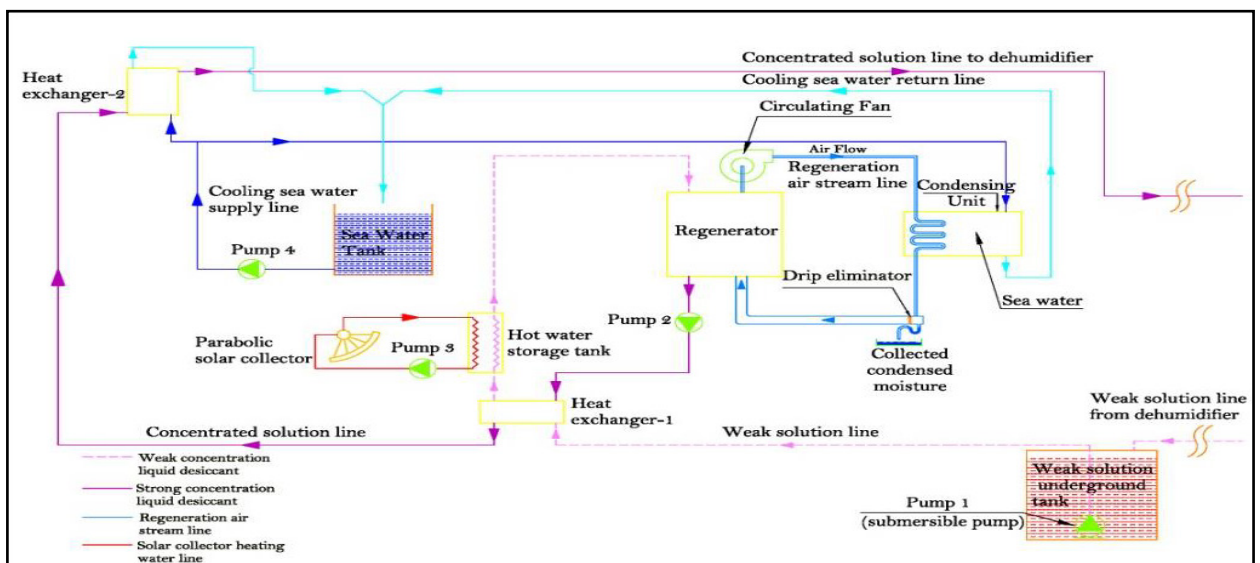 Heat
exchanger-2
Concentrated solution line to dehumidifier
Cooling sea water return line
Circulating Fan
Air Flow
Regeneration
air stream line
Condensing
Unit
Cooling sea water
supply line
Sea Water
Tank
Pump 4
Regenerator
Drip eliminator
Sea water
Pump 2
Parabolic
solar collector
Pump 3
Hot water
storage tank
Collected
condensed
moisture
Heat
exchanger-1
Weak solution line
from dehumidifier
Concentrated solution line
Weak solution line
Weak concentration
liquid desiccant
Strong concentration
liquid desiccant
Regeneration air
stream line
Solar collector heating
water line
Weak solution
underground
tank
Pump 1
(submersible pump)